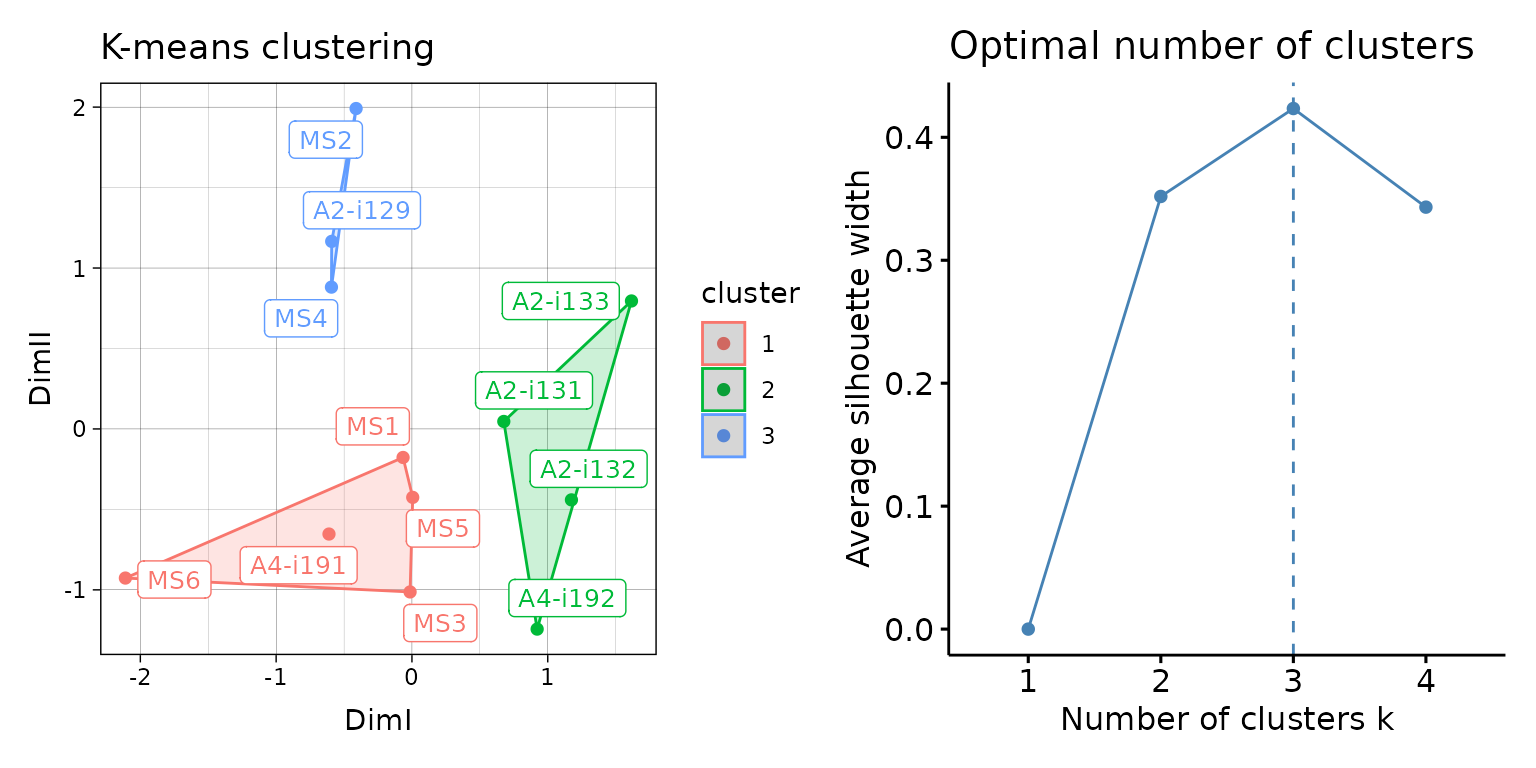 K-means clustering
2
1
0
-1
DimII
MS2
A2-i129
MS4
A2-i133
A2-i131
MS1
A2-i132
MS5
A4-i191
MS6
A4-i192
MS3
-2
-1
0
1
DimI
cluster
1
2
3
Optimal number of clusters
0.4
0.3
0.2
0.1
0.0
Average silhouette width
1
2
3
4
Number of clusters k